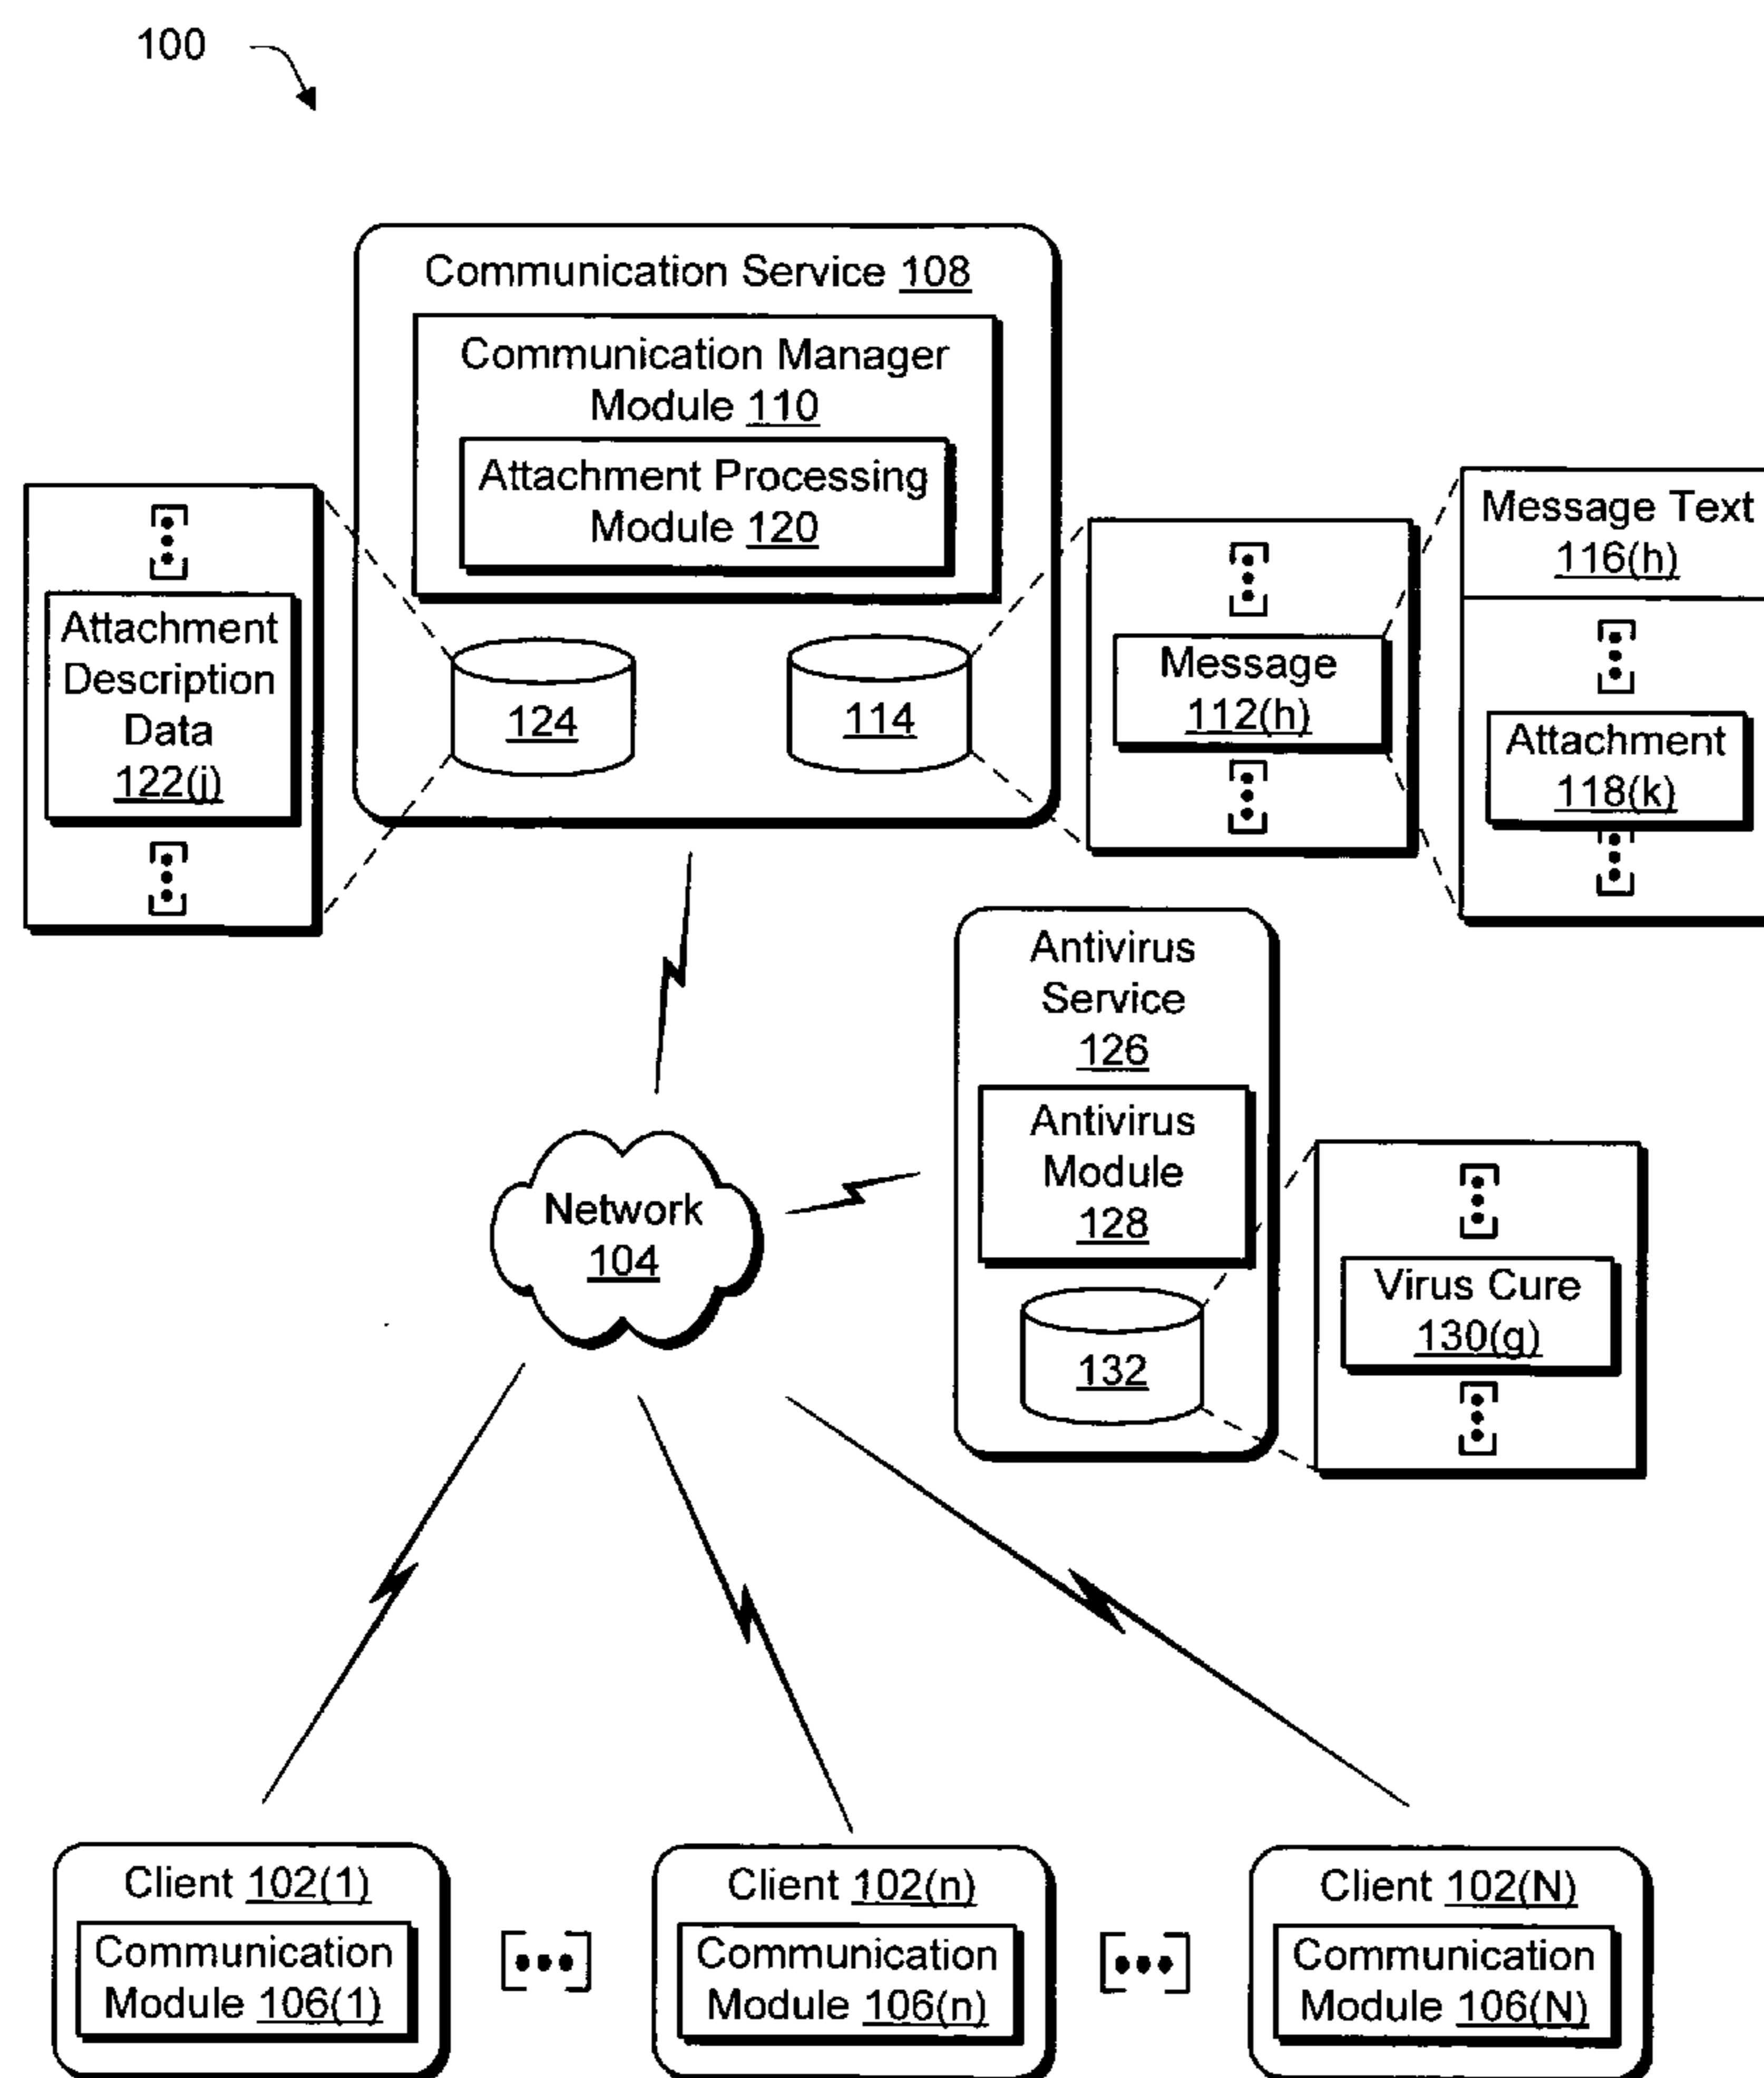 100
Communication Service 108
Communication Manager
Module 110
Attachment Processing
Module 120
Attachment
Description
Data
122(j)
124
114
Message
112(h)
Message Text
116(h)
Attachment
118(k)
Antivirus
Service
126
Antivirus
Module
128
132
Virus Cure
130(g)
Network
104
Client 102(1)
Communication
Module 106(1)
Client 102(n)
Communication
Module 106(n)
Client 102(N)
Communication
Module 106(N)